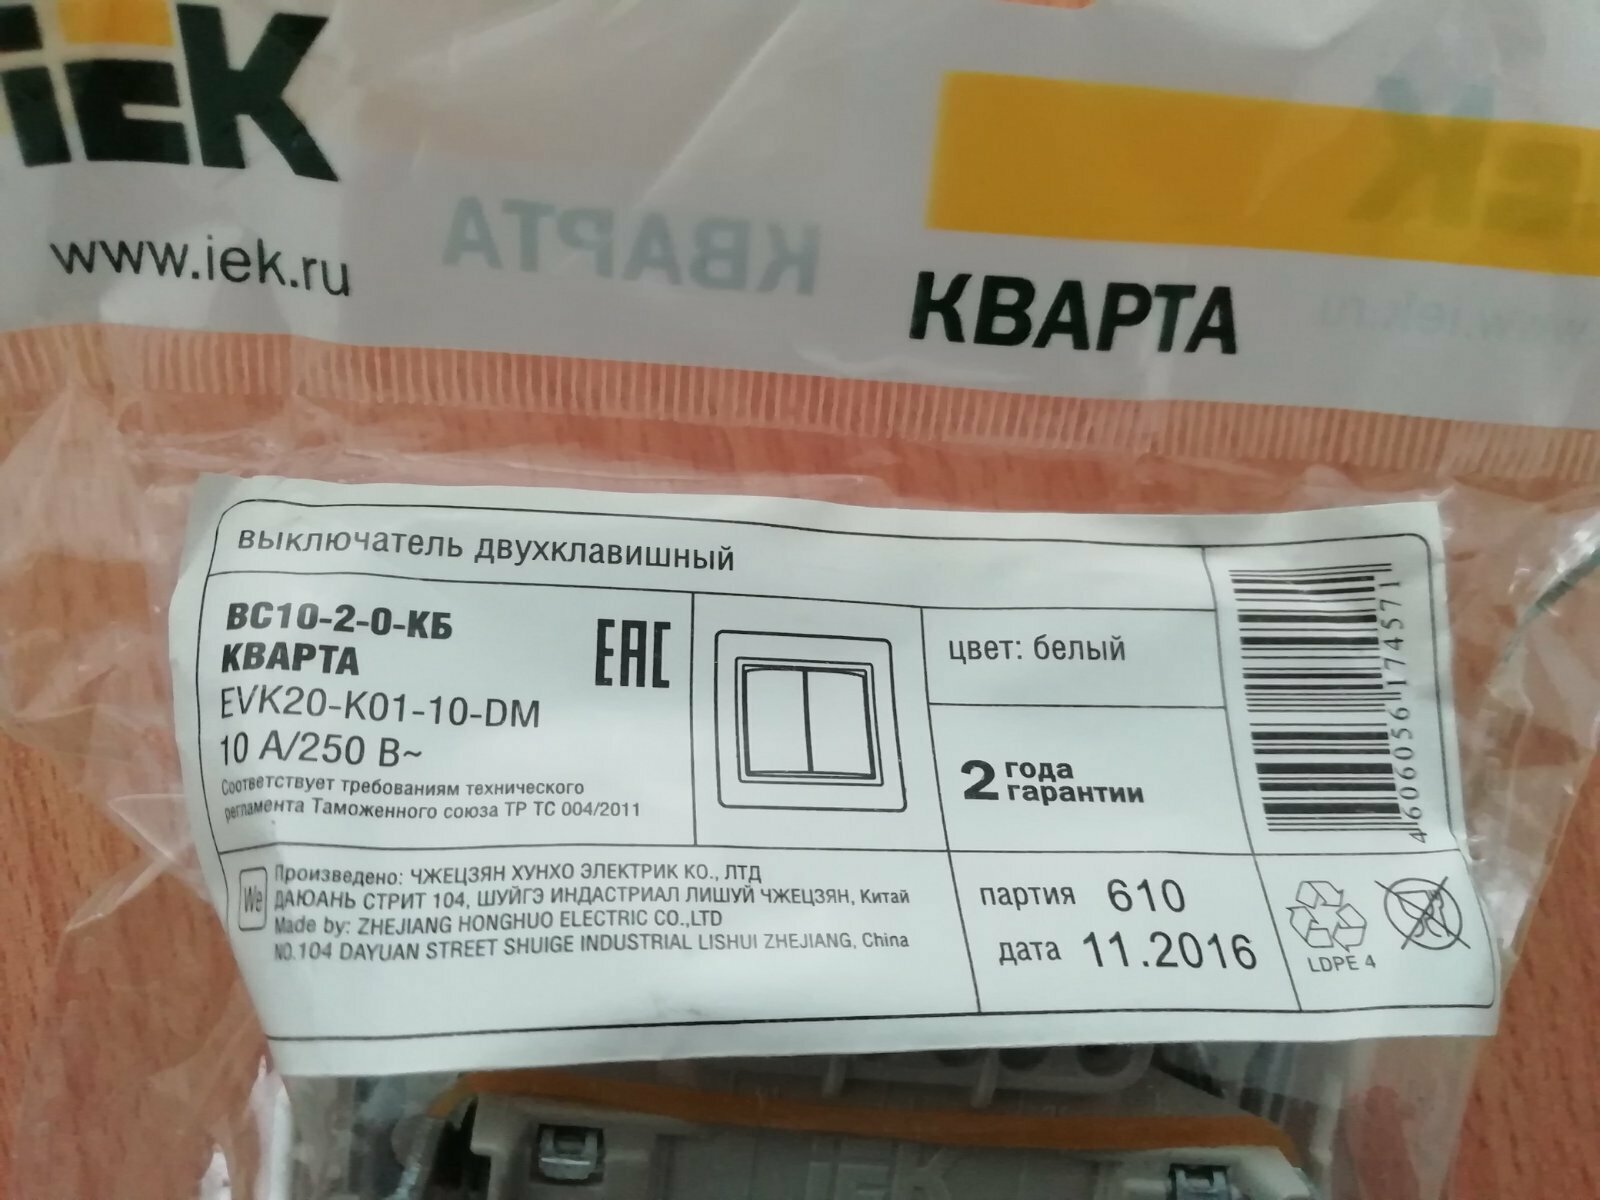 IEK
www.iek.ru
КВАРТА
КВАРТА
выключатель двухклавишный
ВС10-2-0-КБ
КВАРТА
EVK20-K01-10-DM
10 А/250 В~
Соответствует требованиям технического
регламента Таможенного союза ТР ТС 004/2011
EAC
цвет: белый
2 года
гарантии
4606056174571
We
Произведено: ЧЖЕЦЗЯН ХУНХО ЭЛЕКТРИК КО., ЛТД
ДАЮАНЬ СТРИТ 104, ШУЙГЭ ИНДАСТРИАЛ ЛИШУЙ ЧЖЕЦЗЯН, Китай
Made by: ZHEJIANG HONGHUO ELECTRIC CO.,LTD
NO.104 DAYUAN STREET SHUIGE INDUSTRIAL LISHUI ZHEJIANG, China
партия 610
дата 11.2016
LDPE 4
IEK